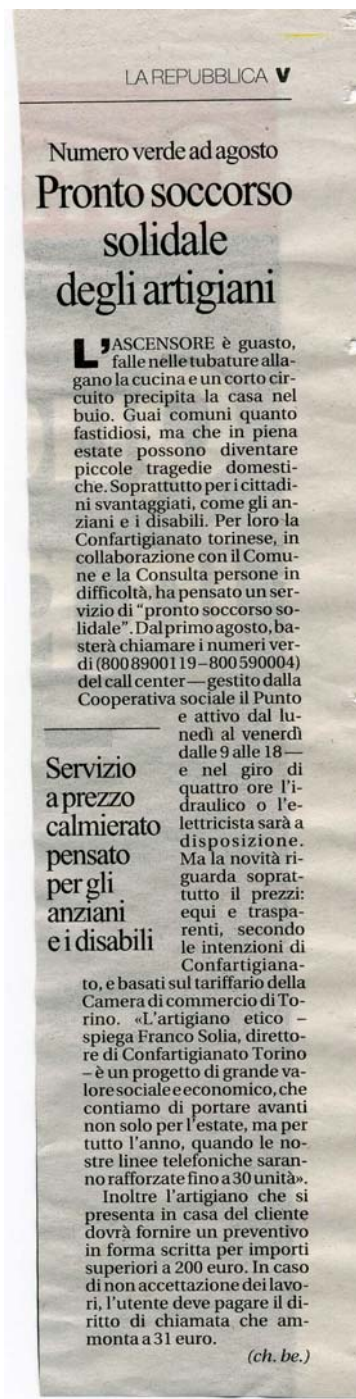 LA REPUBBLICA V
Numero verde ad agosto
Pronto soccorso
solidale
degli artigiani
L'ASCENSORE è guasto,
falle nelle tubature alla-
gano la cucina e un corto cir-
cuito precipita la casa nel
buio. Guai comuni quanto
fastidiosi, ma che in piena
estate possono diventare
piccole tragedie domesti-
che. Soprattutto per i cittadi-
ni svantaggiati, come gli an-
ziani e i disabili. Per loro la
Confartigianato torinese, in
collaborazione con il Comu-
ne e la Consulta persone in
difficoltà, ha pensato un ser-
vizio di “pronto soccorso so-
lidale”. Dal primo agosto, ba-
sterà chiamare i numeri ver-
di (800 8900119–800 590004)
del call center — gestito dalla
Cooperativa sociale il Punto
e attivo dal lu-
nedì al venerdì
dalle 9 alle 18 —
e nel giro di
quattro ore l'i-
draulico o l'e-
lettricista sarà a
disposizione.
Ma la novità ri-
guarda soprat-
tutto il prezzi:
equi e traspa-
renti, secondo
le intenzioni di
Confartigiana-
to, e basati sul tariffario della
Camera di commercio di To-
rino. «L'artigiano etico –
spiega Franco Solia, diretto-
re di Confartigianato Torino
– è un progetto di grande va-
lore sociale e economico, che
contiamo di portare avanti
non solo per l'estate, ma per
tutto l'anno, quando le no-
stre linee telefoniche saran-
no rafforzate fino a 30 unità».
Inoltre l'artigiano che si
presenta in casa del cliente
dovrà fornire un preventivo
in forma scritta per importi
superiori a 200 euro. In caso
di non accettazione dei lavo-
ri, l'utente deve pagare il di-
ritto di chiamata che am-
monta a 31 euro.
(ch. be.)
Servizio
a prezzo
calmierato
pensato
per gli
anziani
e i disabili